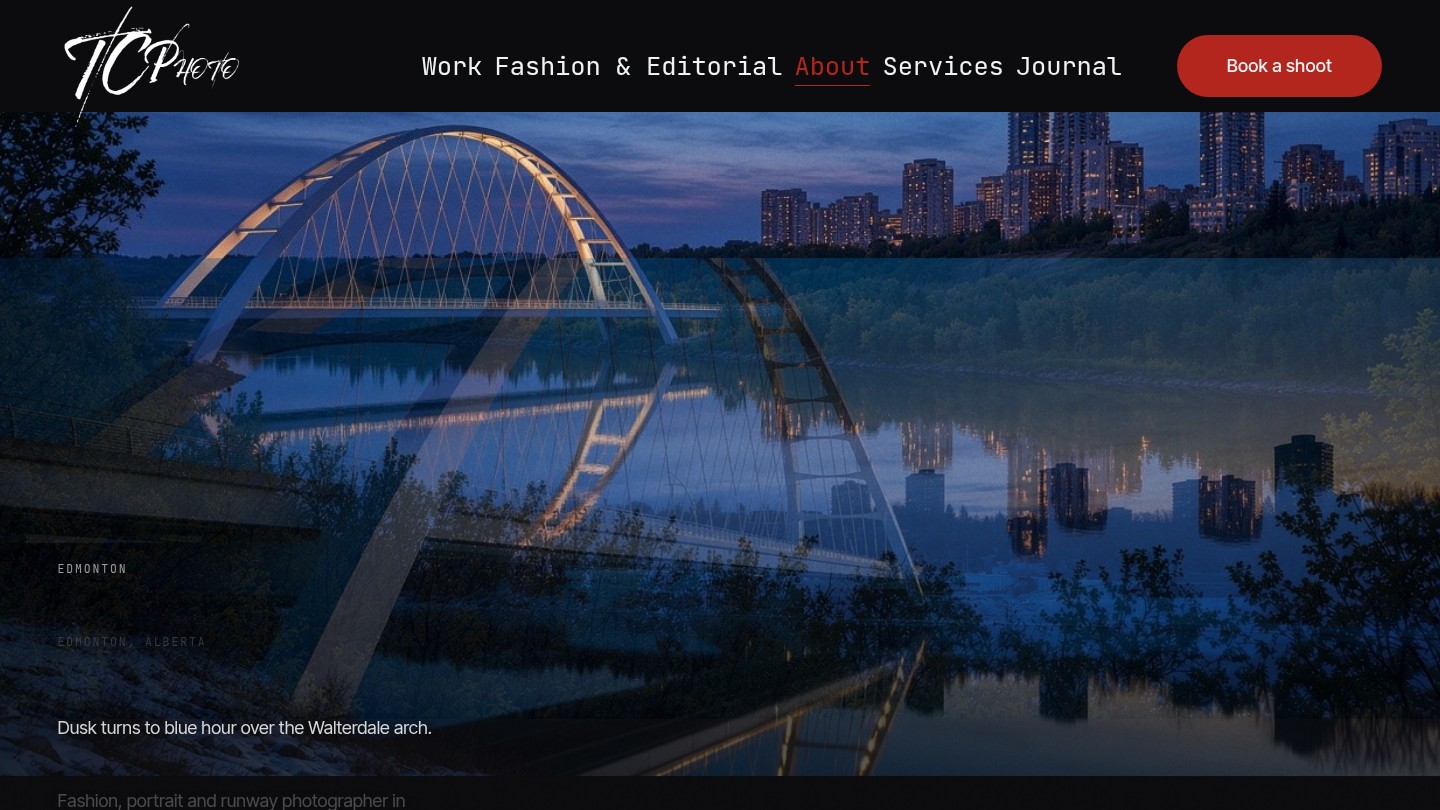 TCPHOTO
Work Fashion & Editorial About Services Journal
Book a shoot
EDMONTON
EDMONTON, ALBERTA
Dusk turns to blue hour over the Walterdale arch.
Fashion, portrait and runway photographer in